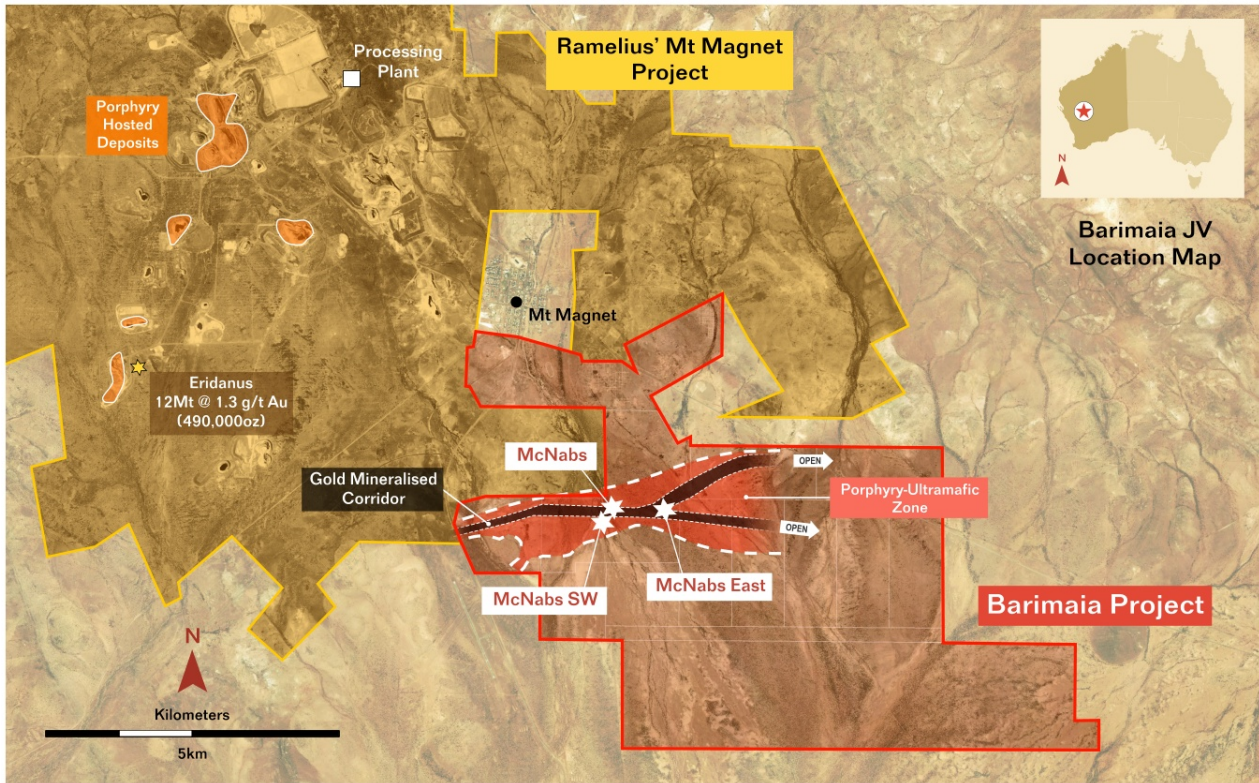 Ramelius' Mt Magnet
Project
Processing
Plant
Porphyry
Hosted
Deposits
N
Barimaia JV
Location Map
Mt Magnet
Eridanus
12Mt @ 1.3 g/t Au
(490,000oz)
McNabs
Gold Mineralised
Corridor
OPEN
Porphyry-Ultramafic
Zone
OPEN
McNabs SW
McNabs East
Barimaia Project
N
Kilometers
5km